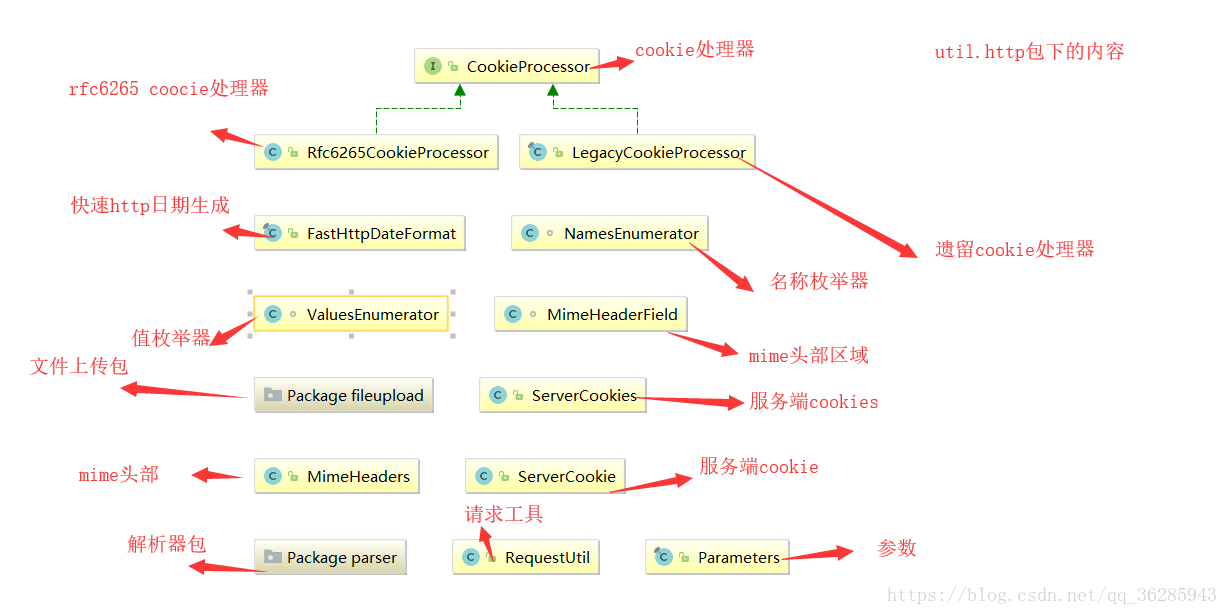 cookie处理器
util.http包下的内容
I CookieProcessor
rfc6265 coocie处理器
C Rfc6265CookieProcessor
C LegacyCookieProcessor
快速http日期生成
C FastHttpDateFormat
C NamesEnumerator
遗留cookie处理器
名称枚举器
C ValuesEnumerator
C MimeHeaderField
值枚举器
mime头部区域
文件上传包
Package fileupload
C ServerCookies
服务端cookies
mime头部
C MimeHeaders
C ServerCookie
服务端cookie
请求工具
解析器包
Package parser
C RequestUtil
C Parameters
参数
https://blog.csdn.net/qq_36285943